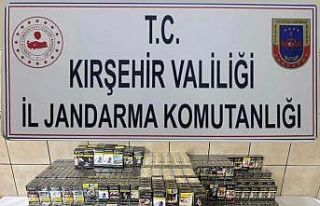 T.C.
KIRŞEHİR VALİLİĞİ
İL JANDARMA KOMUTANLIĞI